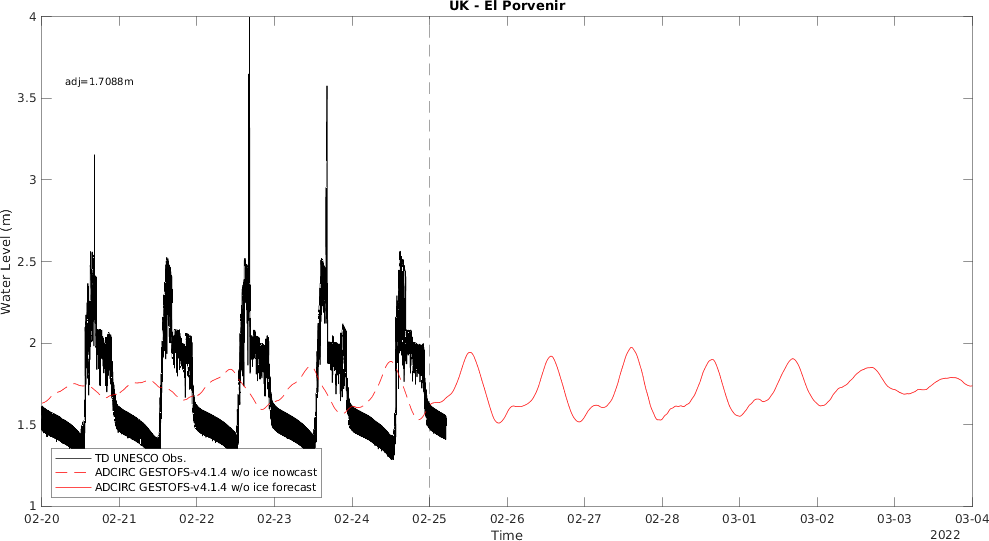 UK - El Porvenir
4
adj=1.7088m
3.5
3
2.5
2
1.5
1
Water Level (m)
TD UNESCO Obs.
ADCIRC GESTOFS-v4.1.4 w/o ice nowcast
ADCIRC GESTOFS-v4.1.4 w/o ice forecast
02-20 02-21 02-22 02-23 02-24 02-25 02-26 02-27 02-28 03-01 03-02 03-03 03-04
Time
2022